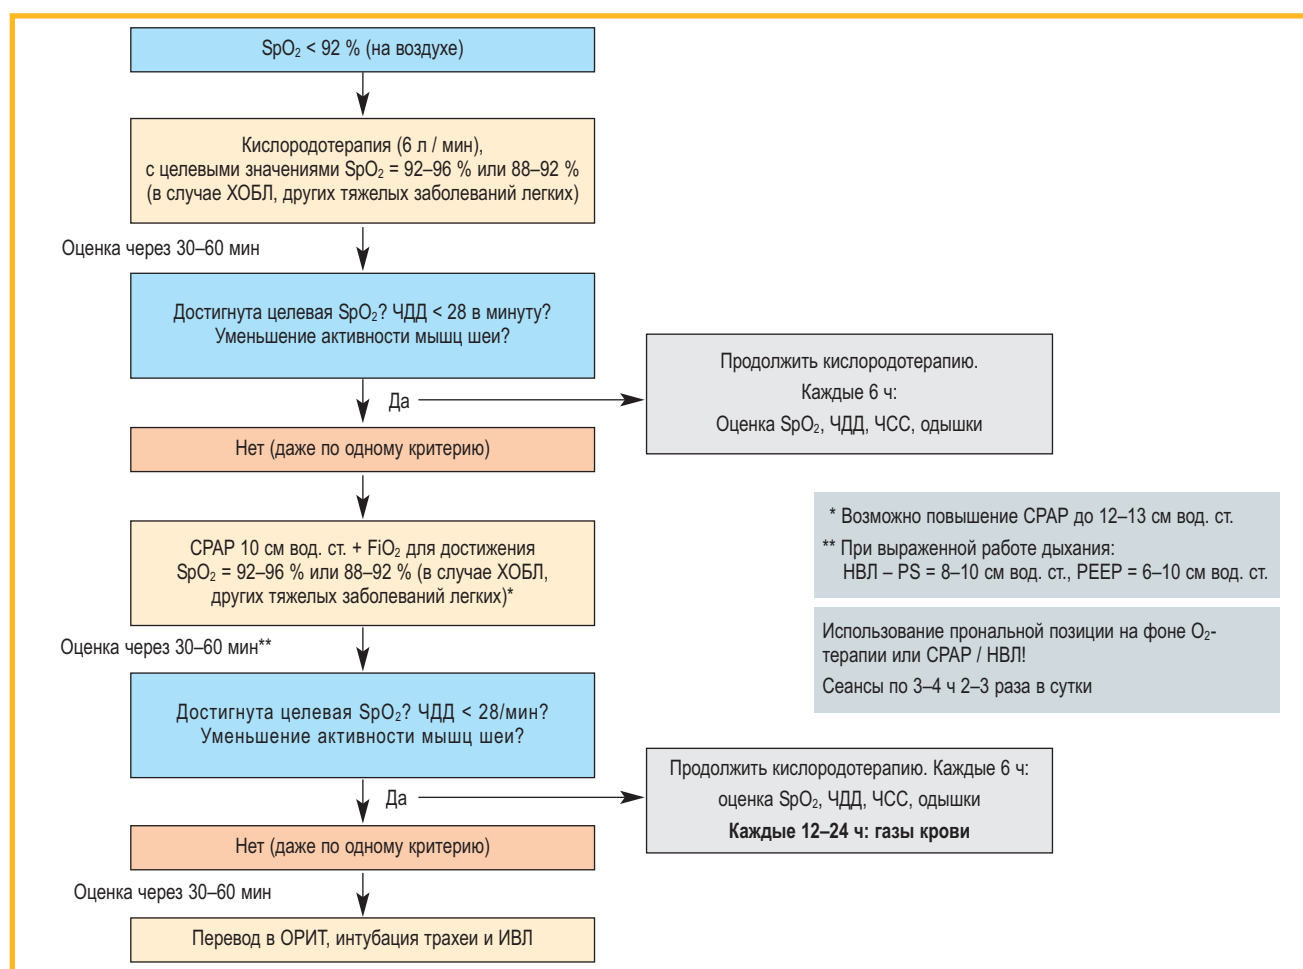 SpO₂ < 92 % (на воздухе)
Кислородотерапия (6 л / мин),
с целевыми значениями SpO₂ = 92–96 % или 88–92 %
(в случае ХОБЛ, других тяжелых заболеваний легких)
Оценка через 30–60 мин
Достигнута целевая SpO₂? ЧДД < 28 в минуту?
Уменьшение активности мышц шеи?
Да
Продолжить кислородотерапию.
Каждые 6 ч:
Оценка SpO₂, ЧДД, ЧСС, одышки
Нет (даже по одному критерию)
CPAP 10 см вод. ст. + FiO₂ для достижения
SpO₂ = 92–96 % или 88–92 % (в случае ХОБЛ,
других тяжелых заболеваний легких)*
* Возможно повышение CPAP до 12–13 см вод. ст.
** При выраженной работе дыхания:
НВЛ – PS = 8–10 см вод. ст., PEEP = 6–10 см вод. ст.
Использование прональной позиции на фоне O₂-
терапии или CPAP / НВЛ!
Сеансы по 3–4 ч 2–3 раза в сутки
Оценка через 30–60 мин**
Достигнута целевая SpO₂? ЧДД < 28/мин?
Уменьшение активности мышц шеи?
Да
Продолжить кислородотерапию. Каждые 6 ч:
оценка SpO₂, ЧДД, ЧСС, одышки
Каждые 12–24 ч: газы крови
Нет (даже по одному критерию)
Оценка через 30–60 мин
Перевод в ОРИТ, интубация трахеи и ИВЛ